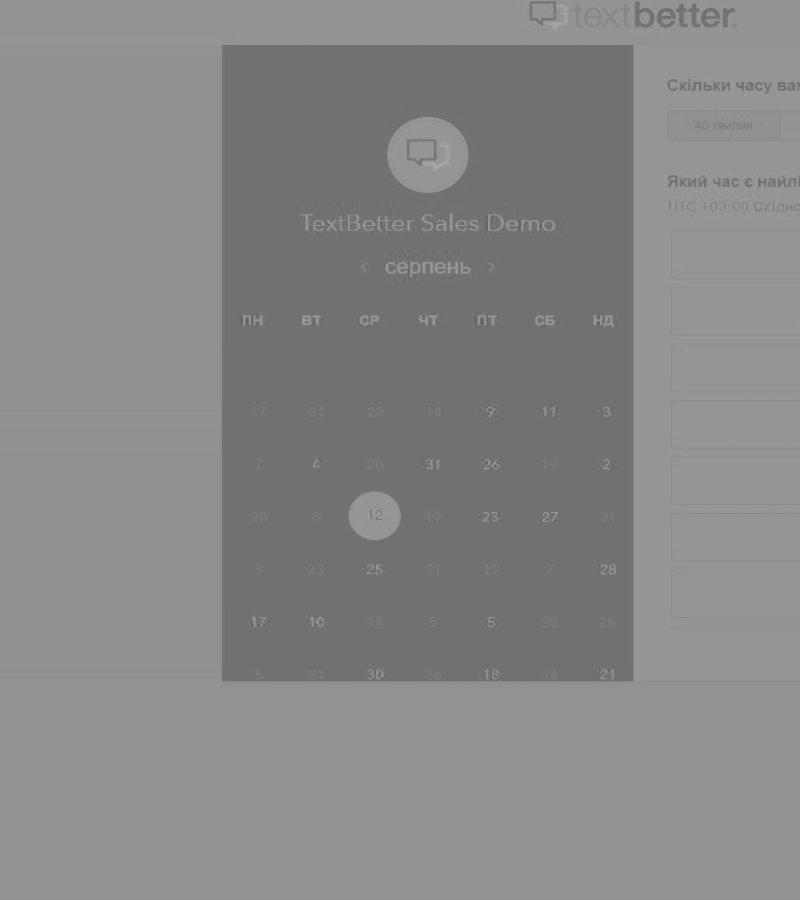 textbetter.
Скільки часу ва
40 хвилин
TextBetter Sales Demo
Який час є найлі
UTC +03:00 Східно
‹ серпень ›
ПН ВТ СР ЧТ ПТ СБ НД
17 21 22 14 9 11 3
7 4 28 31 26 19 2
28 8 12 19 23 27 31
3 23 25 21 19 7 28
17 10 14 5 5 20 26
5 21 30 26 18 14 21